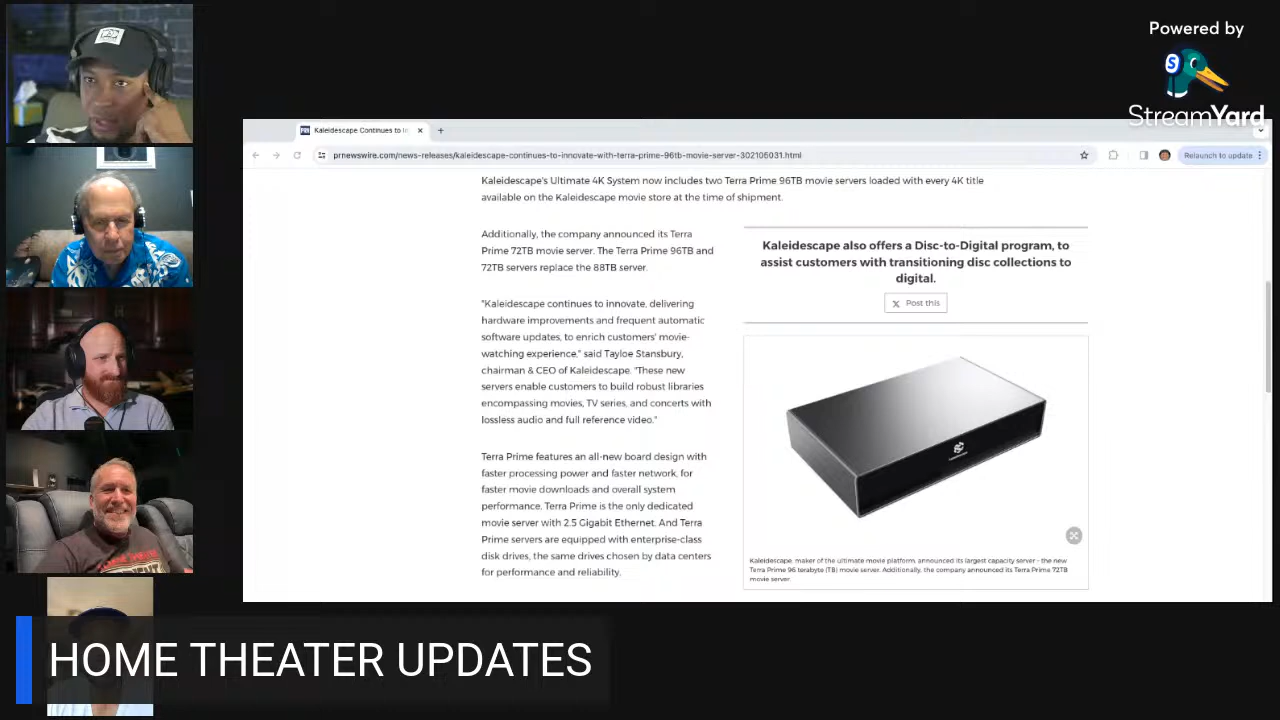 Powered by
StreamYard
Kaleidescape Continues to In
prnewswire.com/news-releases/kaleidescape-continues-to-innovate-with-terra-prime-96tb-movie-server-302106031.html
Relaunch to update
Kaleidescape's Ultimate 4K System now includes two Terra Prime 96TB movie servers loaded with every 4K title
available on the Kaleidescape movie store at the time of shipment.
Additionally, the company announced its Terra
Prime 72TB movie server. The Terra Prime 96TB and
72TB servers replace the 88TB server.
"Kaleidescape continues to innovate, delivering
hardware improvements and frequent automatic
software updates, to enrich customers' movie-
watching experience," said Tayloe Stansbury,
chairman & CEO of Kaleidescape. "These new
servers enable customers to build robust libraries
encompassing movies, TV series, and concerts with
lossless audio and full reference video."
Terra Prime features an all-new board design with
faster processing power and faster network, for
faster movie downloads and overall system
performance. Terra Prime is the only dedicated
movie server with 2.5 Gigabit Ethernet. And Terra
Prime servers are equipped with enterprise-class
disk drives, the same drives chosen by data centers
for performance and reliability.
Kaleidescape also offers a Disc-to-Digital program, to
assist customers with transitioning disc collections to
digital.
Post this
Kaleidescape, maker of the ultimate movie platform, announced its largest capacity server - the new
Terra Prime 96 terabyte (TB) movie server. Additionally, the company announced its Terra Prime 72TB
movie server.
HOME THEATER UPDATES